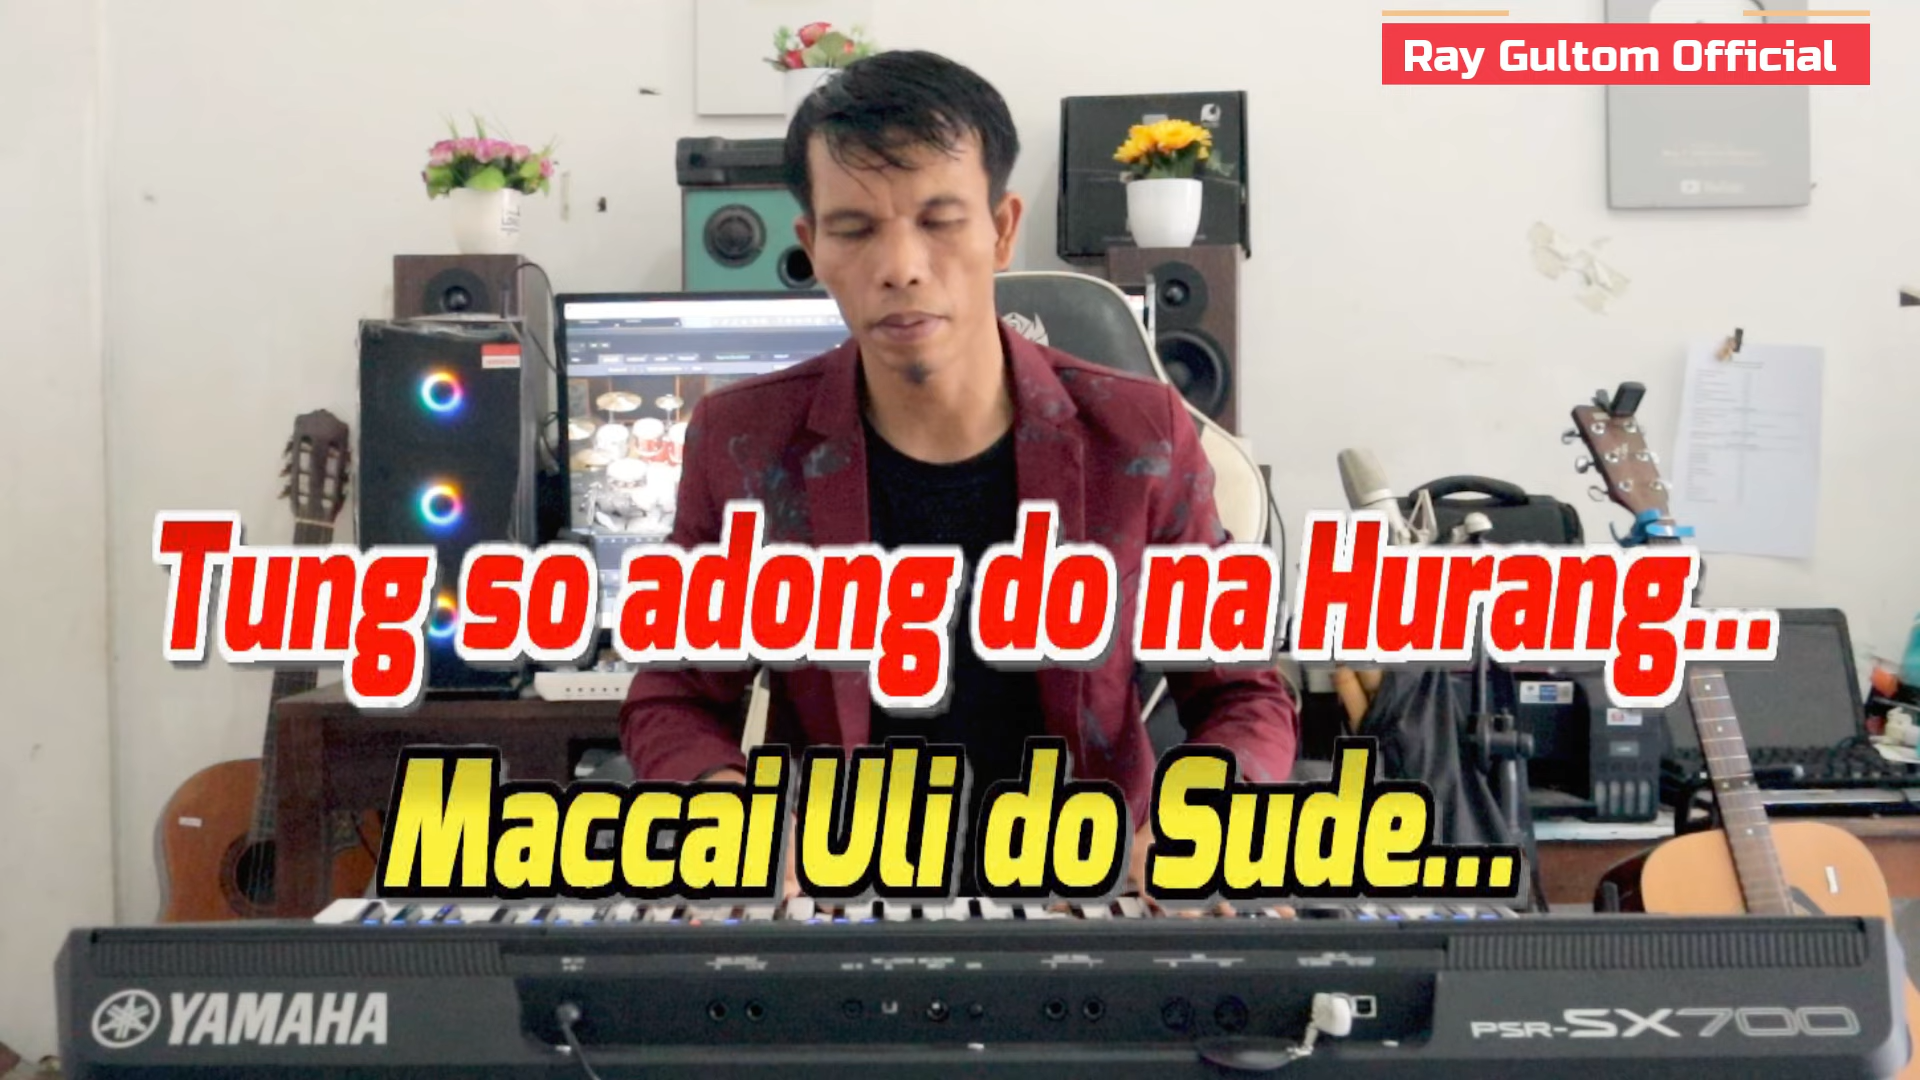 Ray Gultom Official
Tung so adong do na Hurang...
Maccai Uli do Sude...
YAMAHA
PSR-SX700